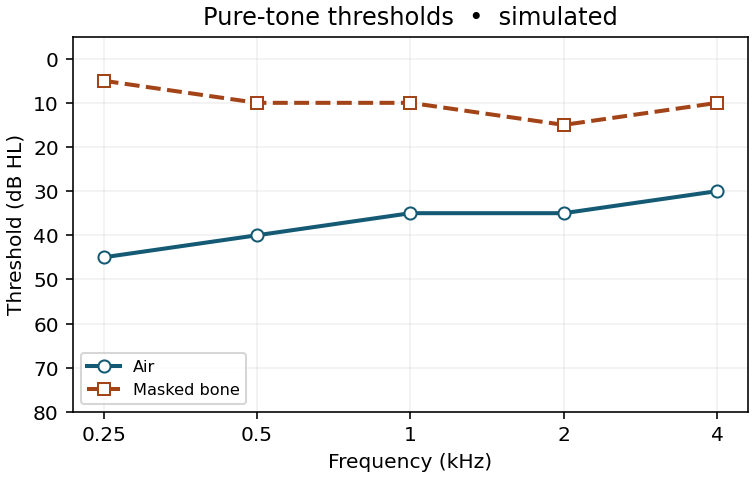 Pure-tone thresholds • simulated
Threshold (dB HL)
0
10
20
30
40
50
60
70
80
Air
Masked bone
0.25 0.5 1 2 4
Frequency (kHz)